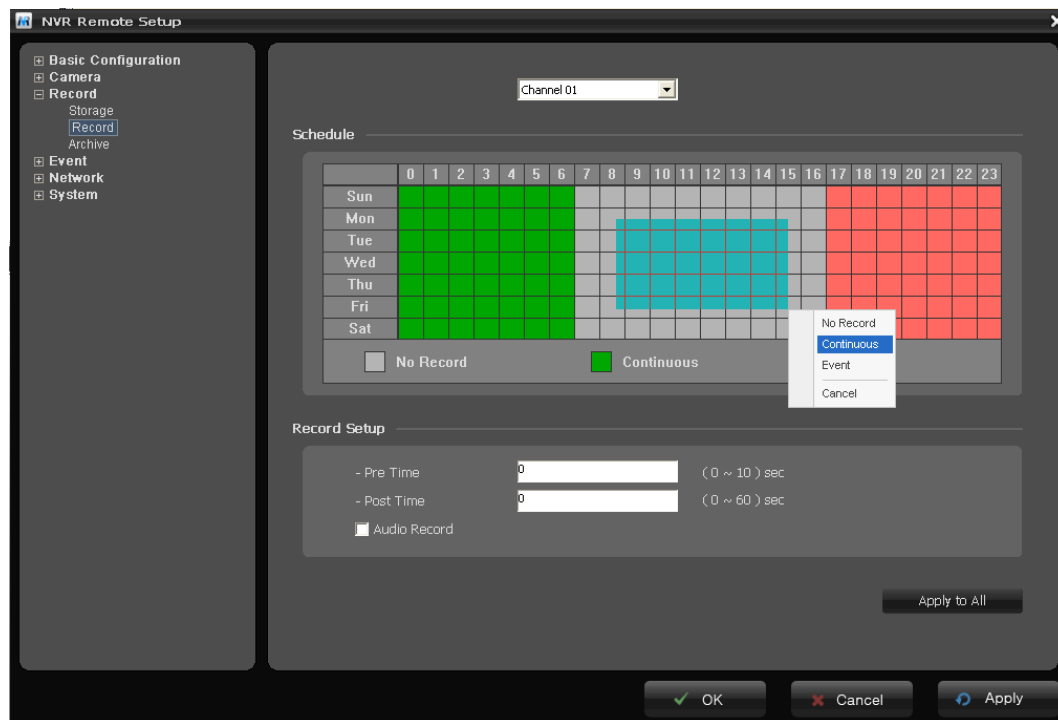 NVR Remote Setup
Basic Configuration
Camera
Record
Storage
Record
Archive
Event
Network
System
Channel 01
Schedule
0 1 2 3 4 5 6 7 8 9 10 11 12 13 14 15 16 17 18 19 20 21 22 23
Sun
Mon
Tue
Wed
Thu
Fri
Sat
No Record
Continuous
No Record
Continuous
Event
Cancel
Record Setup
- Pre Time 0 ( 0 ~ 10 ) sec
- Post Time 0 ( 0 ~ 60 ) sec
Audio Record
Apply to All
OK Cancel Apply